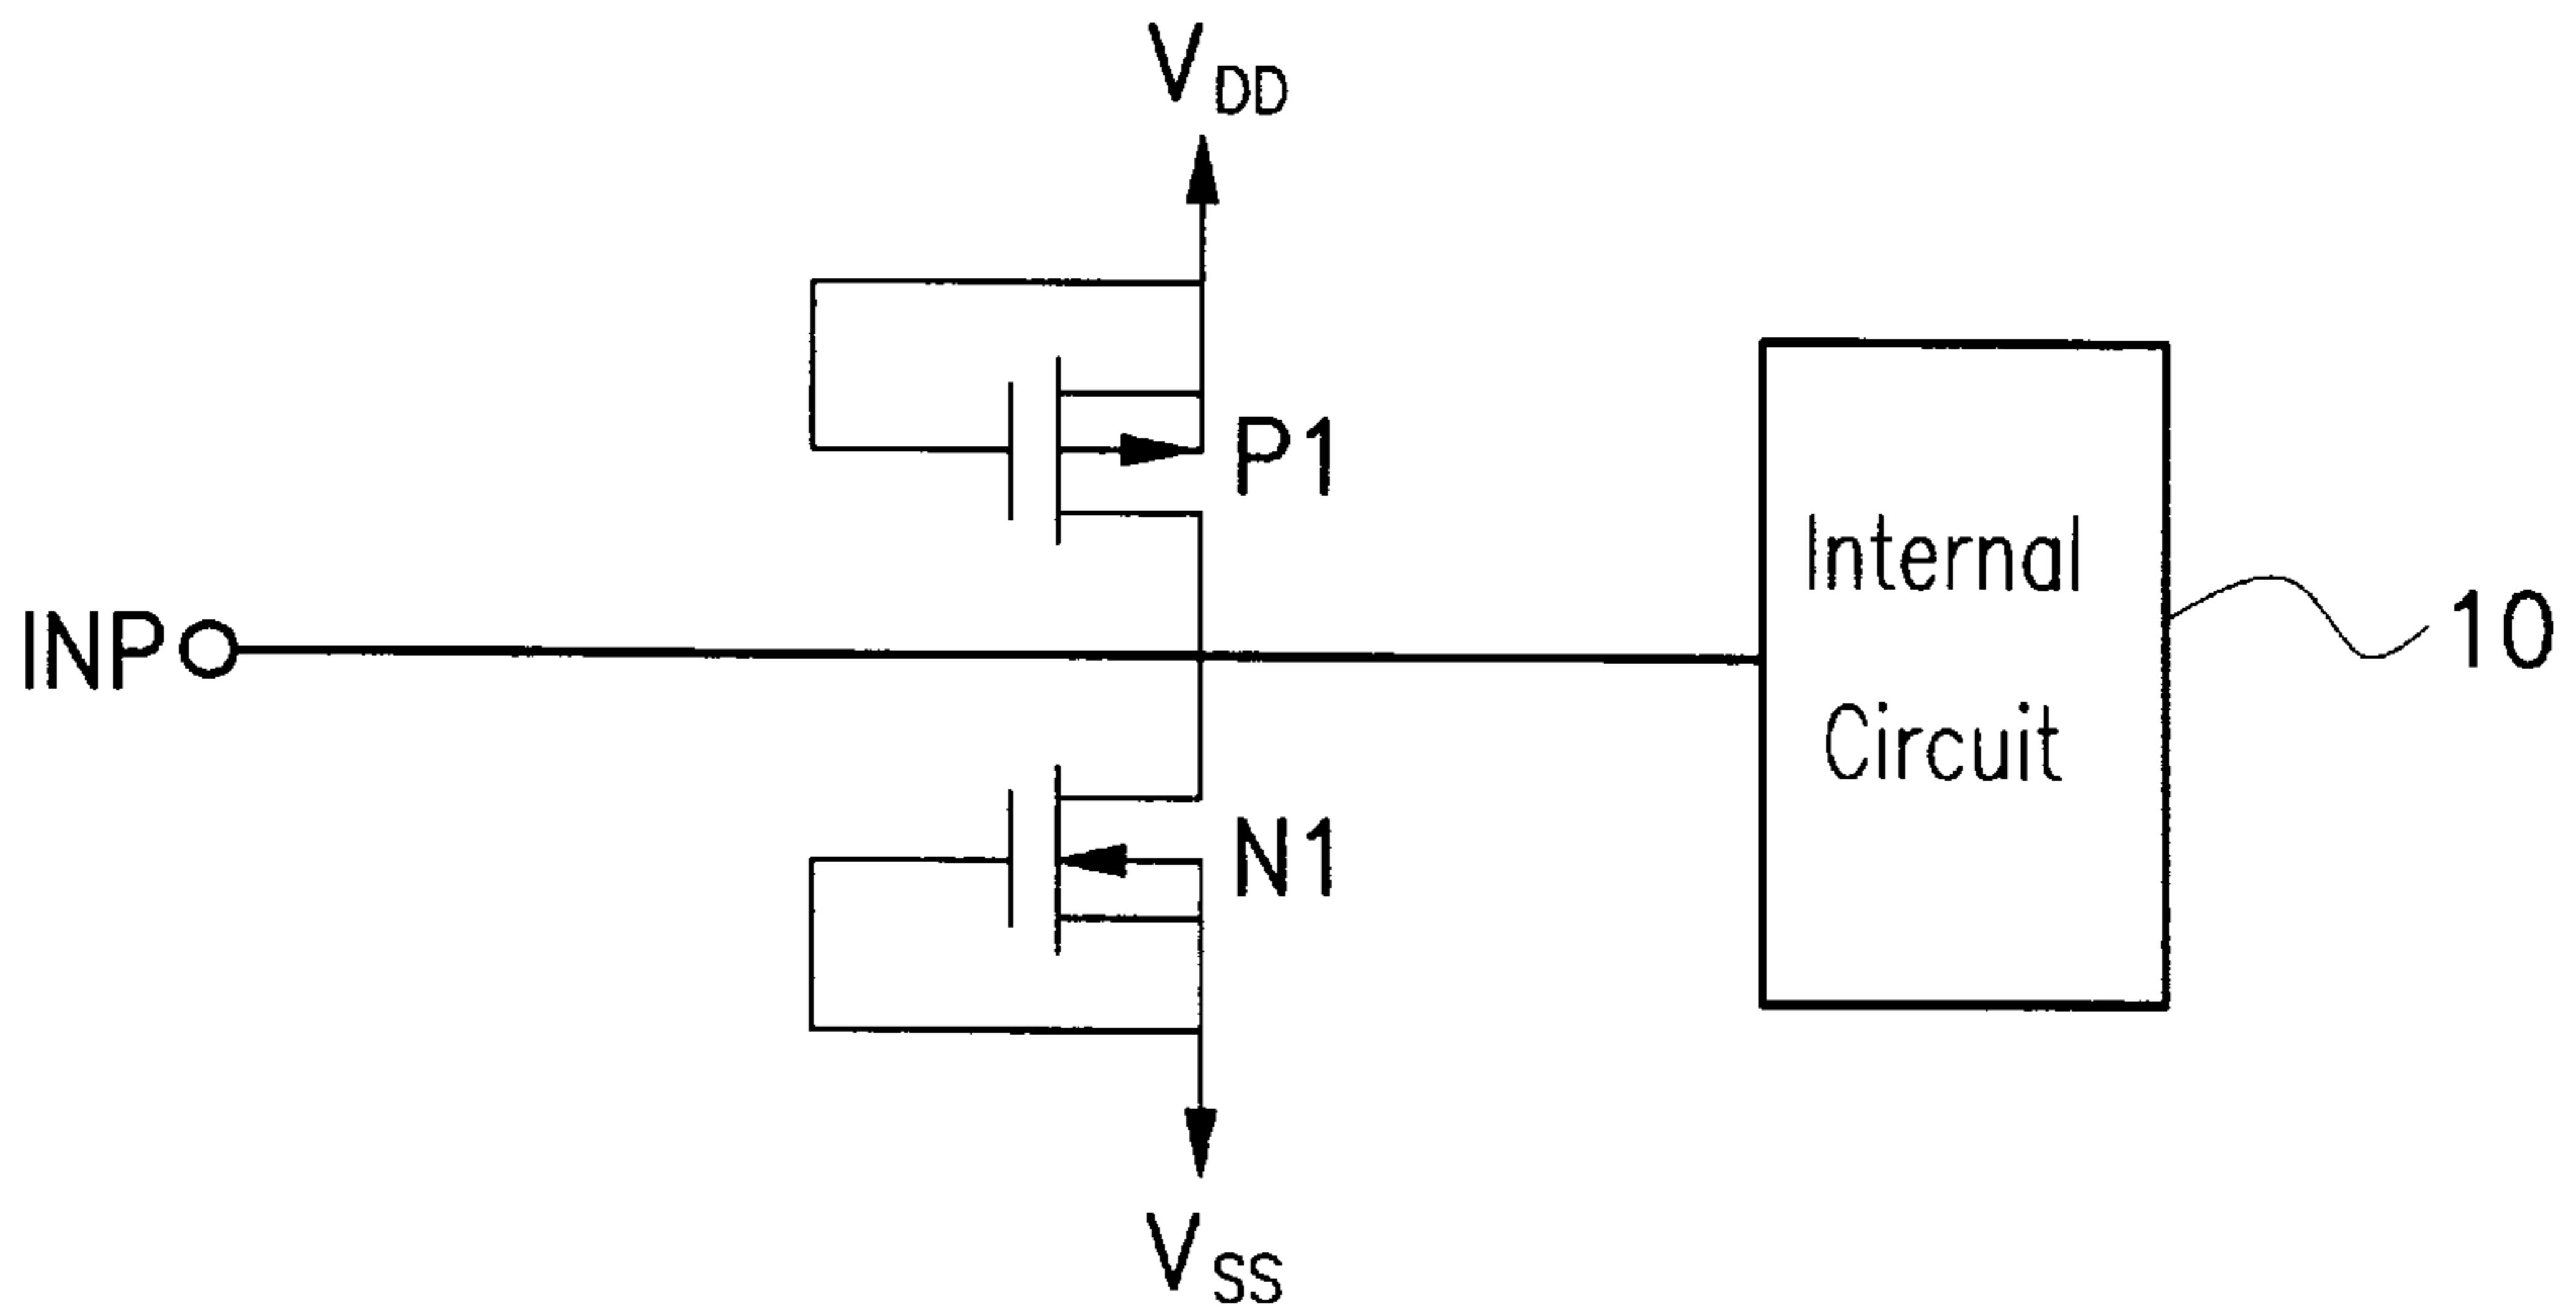 VDD
P1
Internal
INP
10
Circuit
N1
VSS